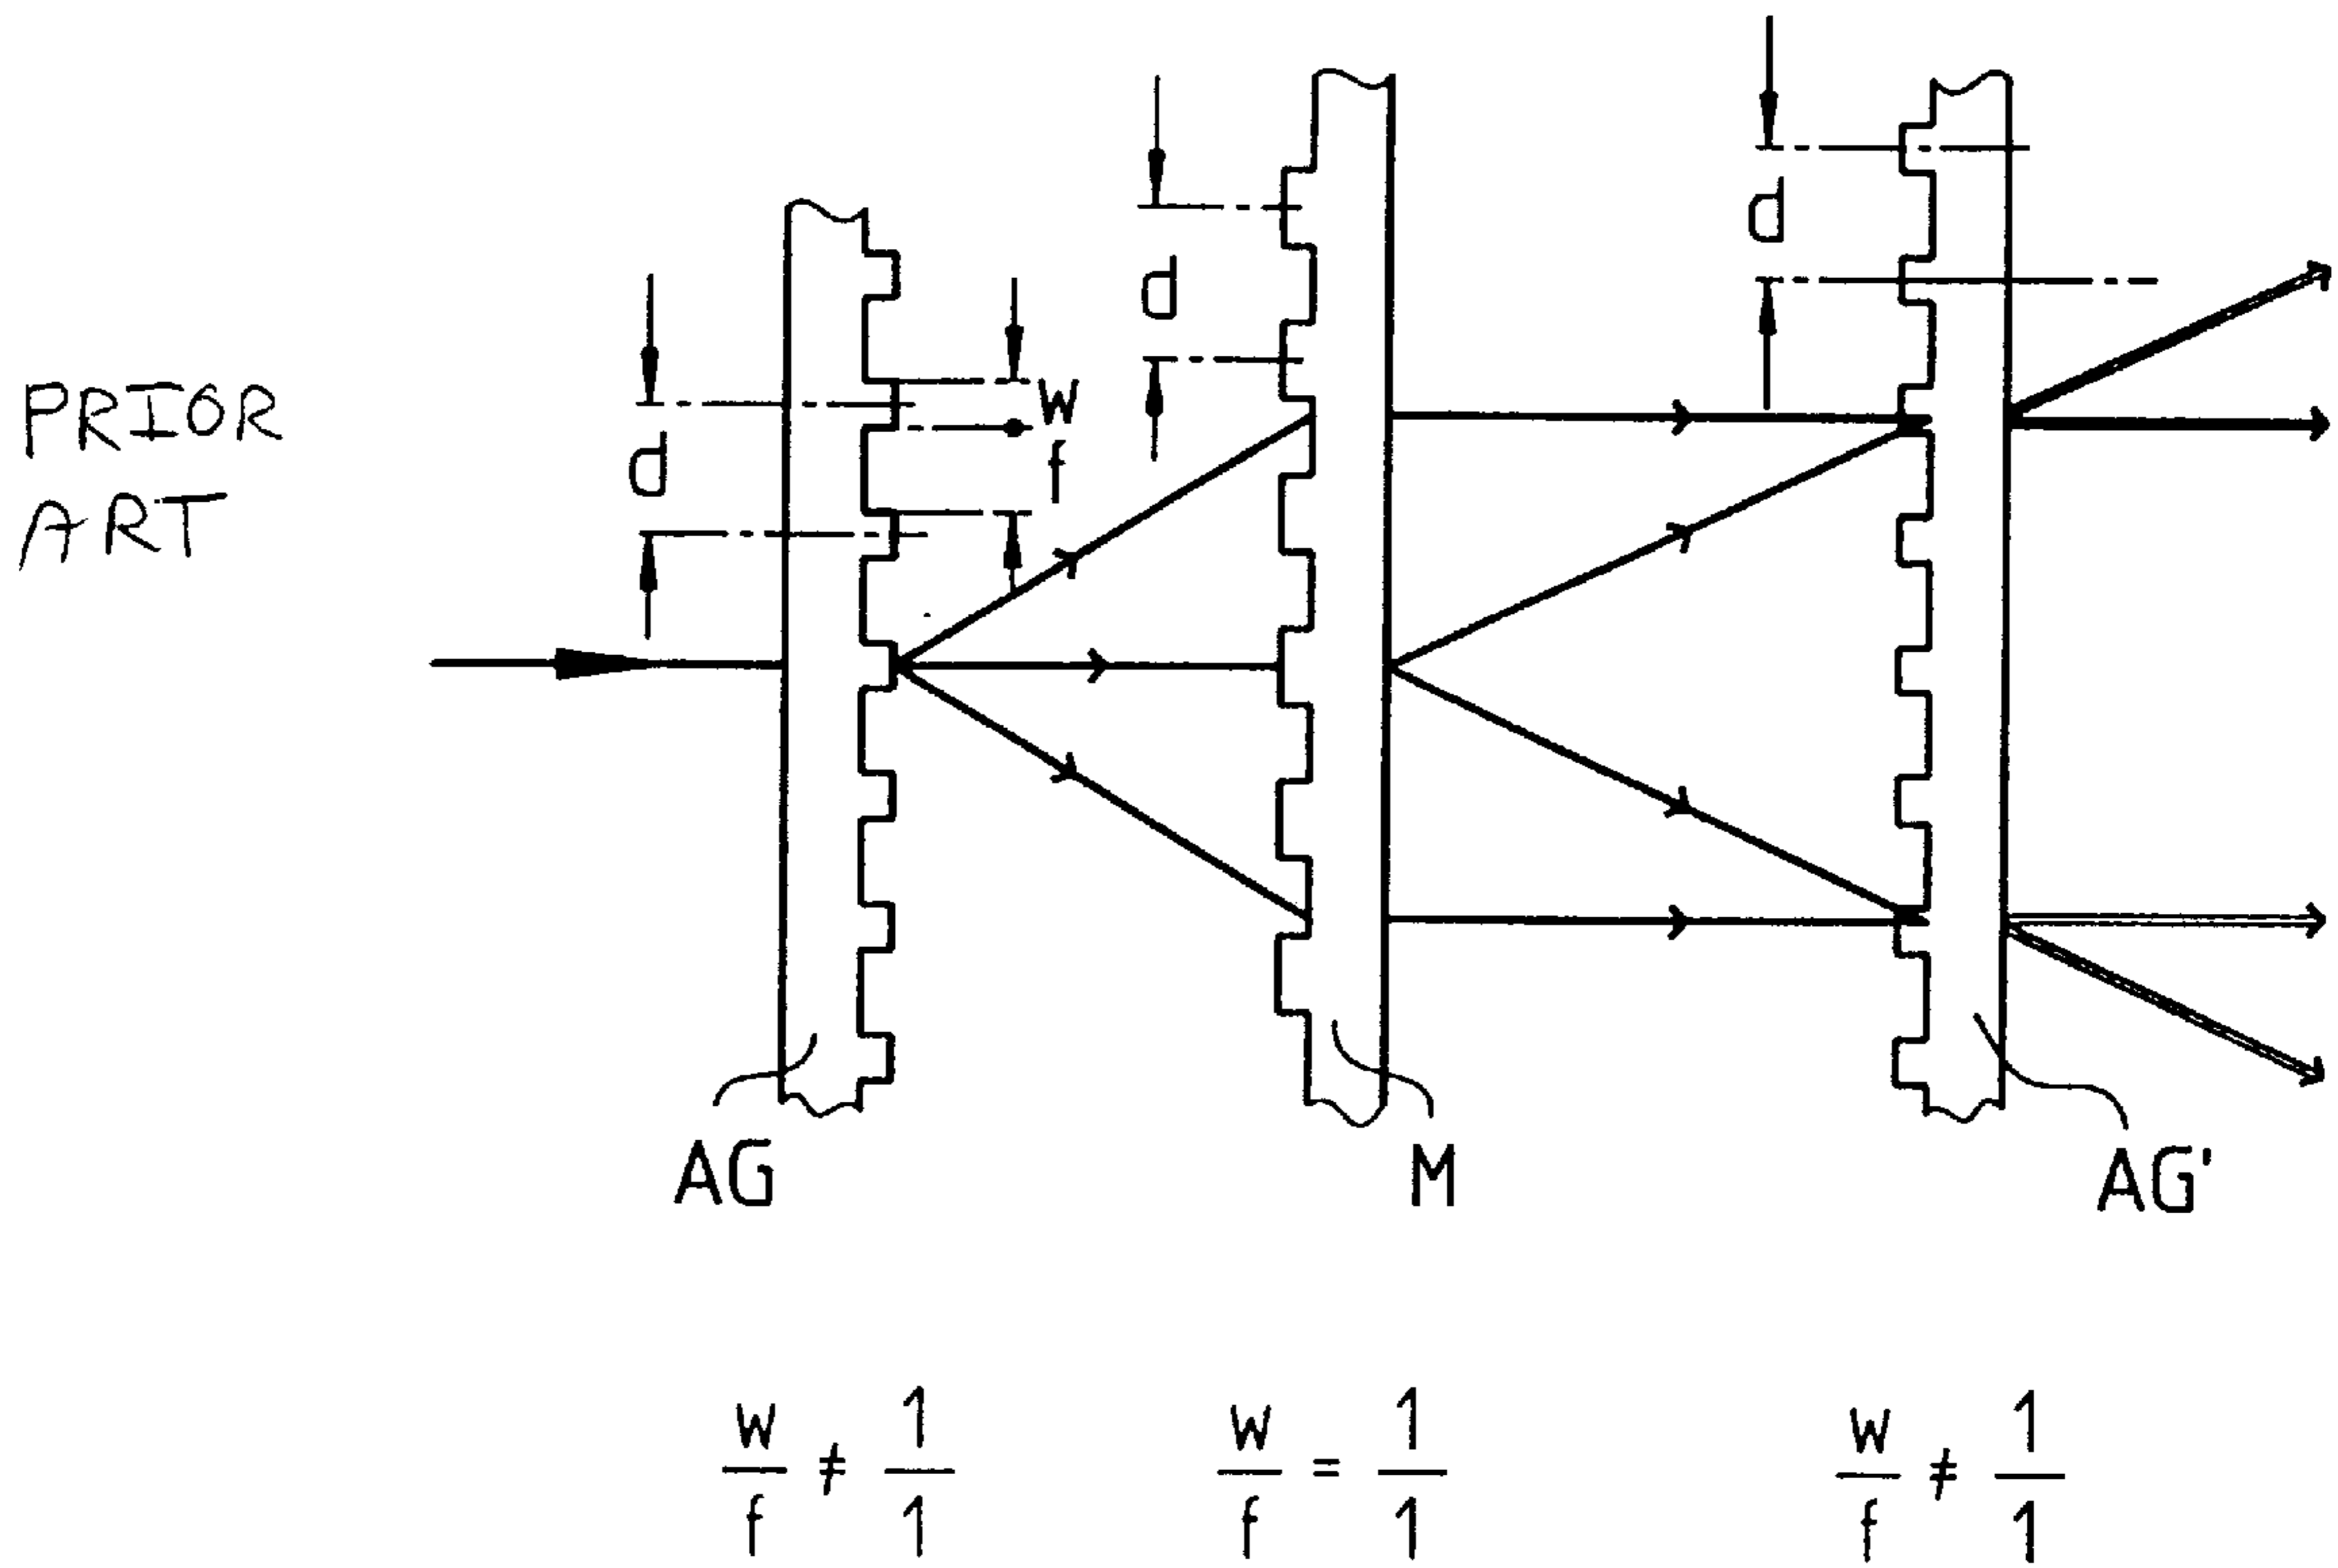 PRIOR
ART
d
w
f
d
d
AG
M
AG'
w/f ≠ 1/1
w/f = 1/1
w/f ≠ 1/1